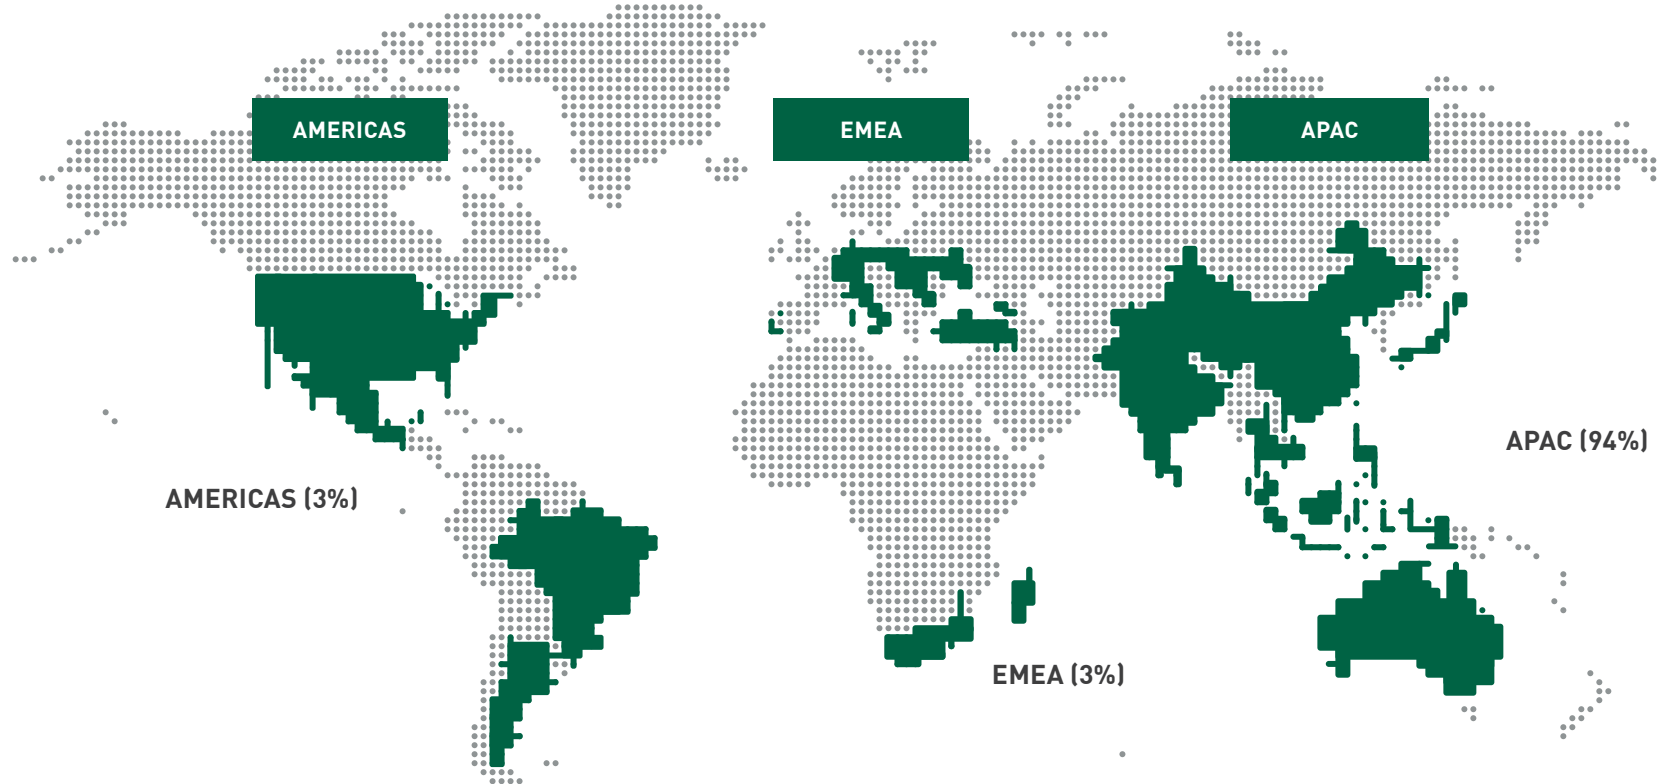 AMERICAS
EMEA
APAC
APAC (94%)
AMERICAS (3%)
EMEA (3%)